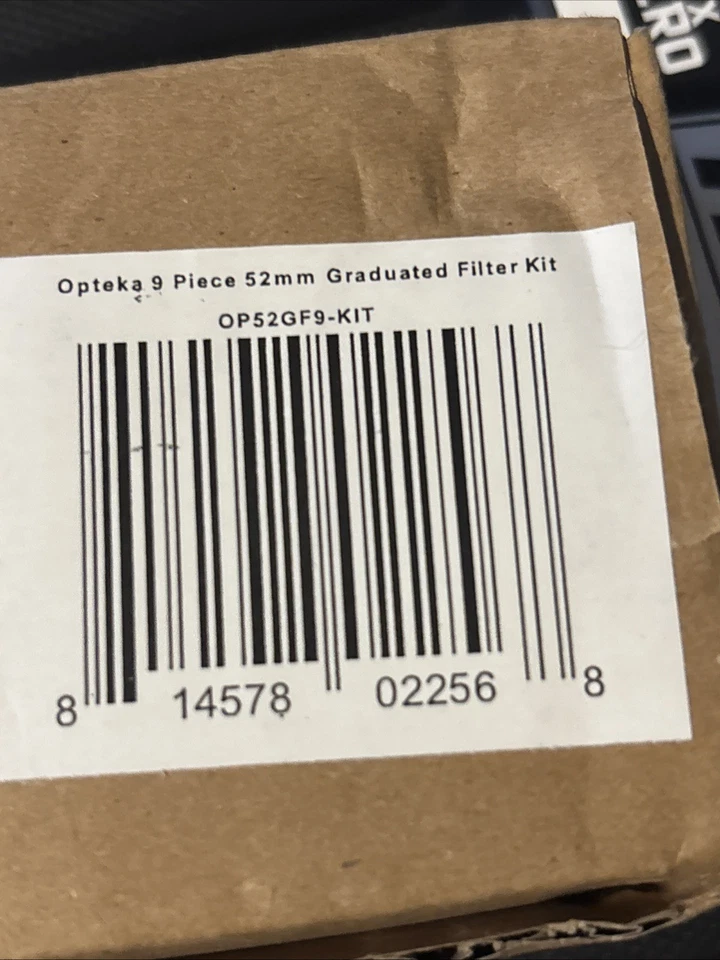 Opteka 9 Piece 52mm Graduated Filter Kit
OP52GF9-KIT
8 14578 02256 8